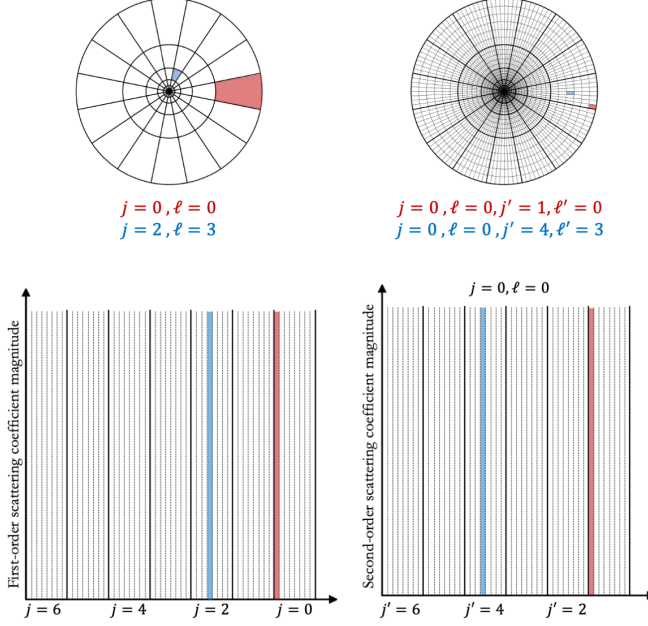 j = 0 , ℓ = 0
j = 2 , ℓ = 3
j = 0 , ℓ = 0, j′ = 1, ℓ′ = 0
j = 0 , ℓ = 0 , j′ = 4, ℓ′ = 3
First-order scattering coefficient magnitude
j = 6 j = 4 j = 2 j = 0
j = 0, ℓ = 0
Second-order scattering coefficient magnitude
j′ = 6 j′ = 4 j′ = 2